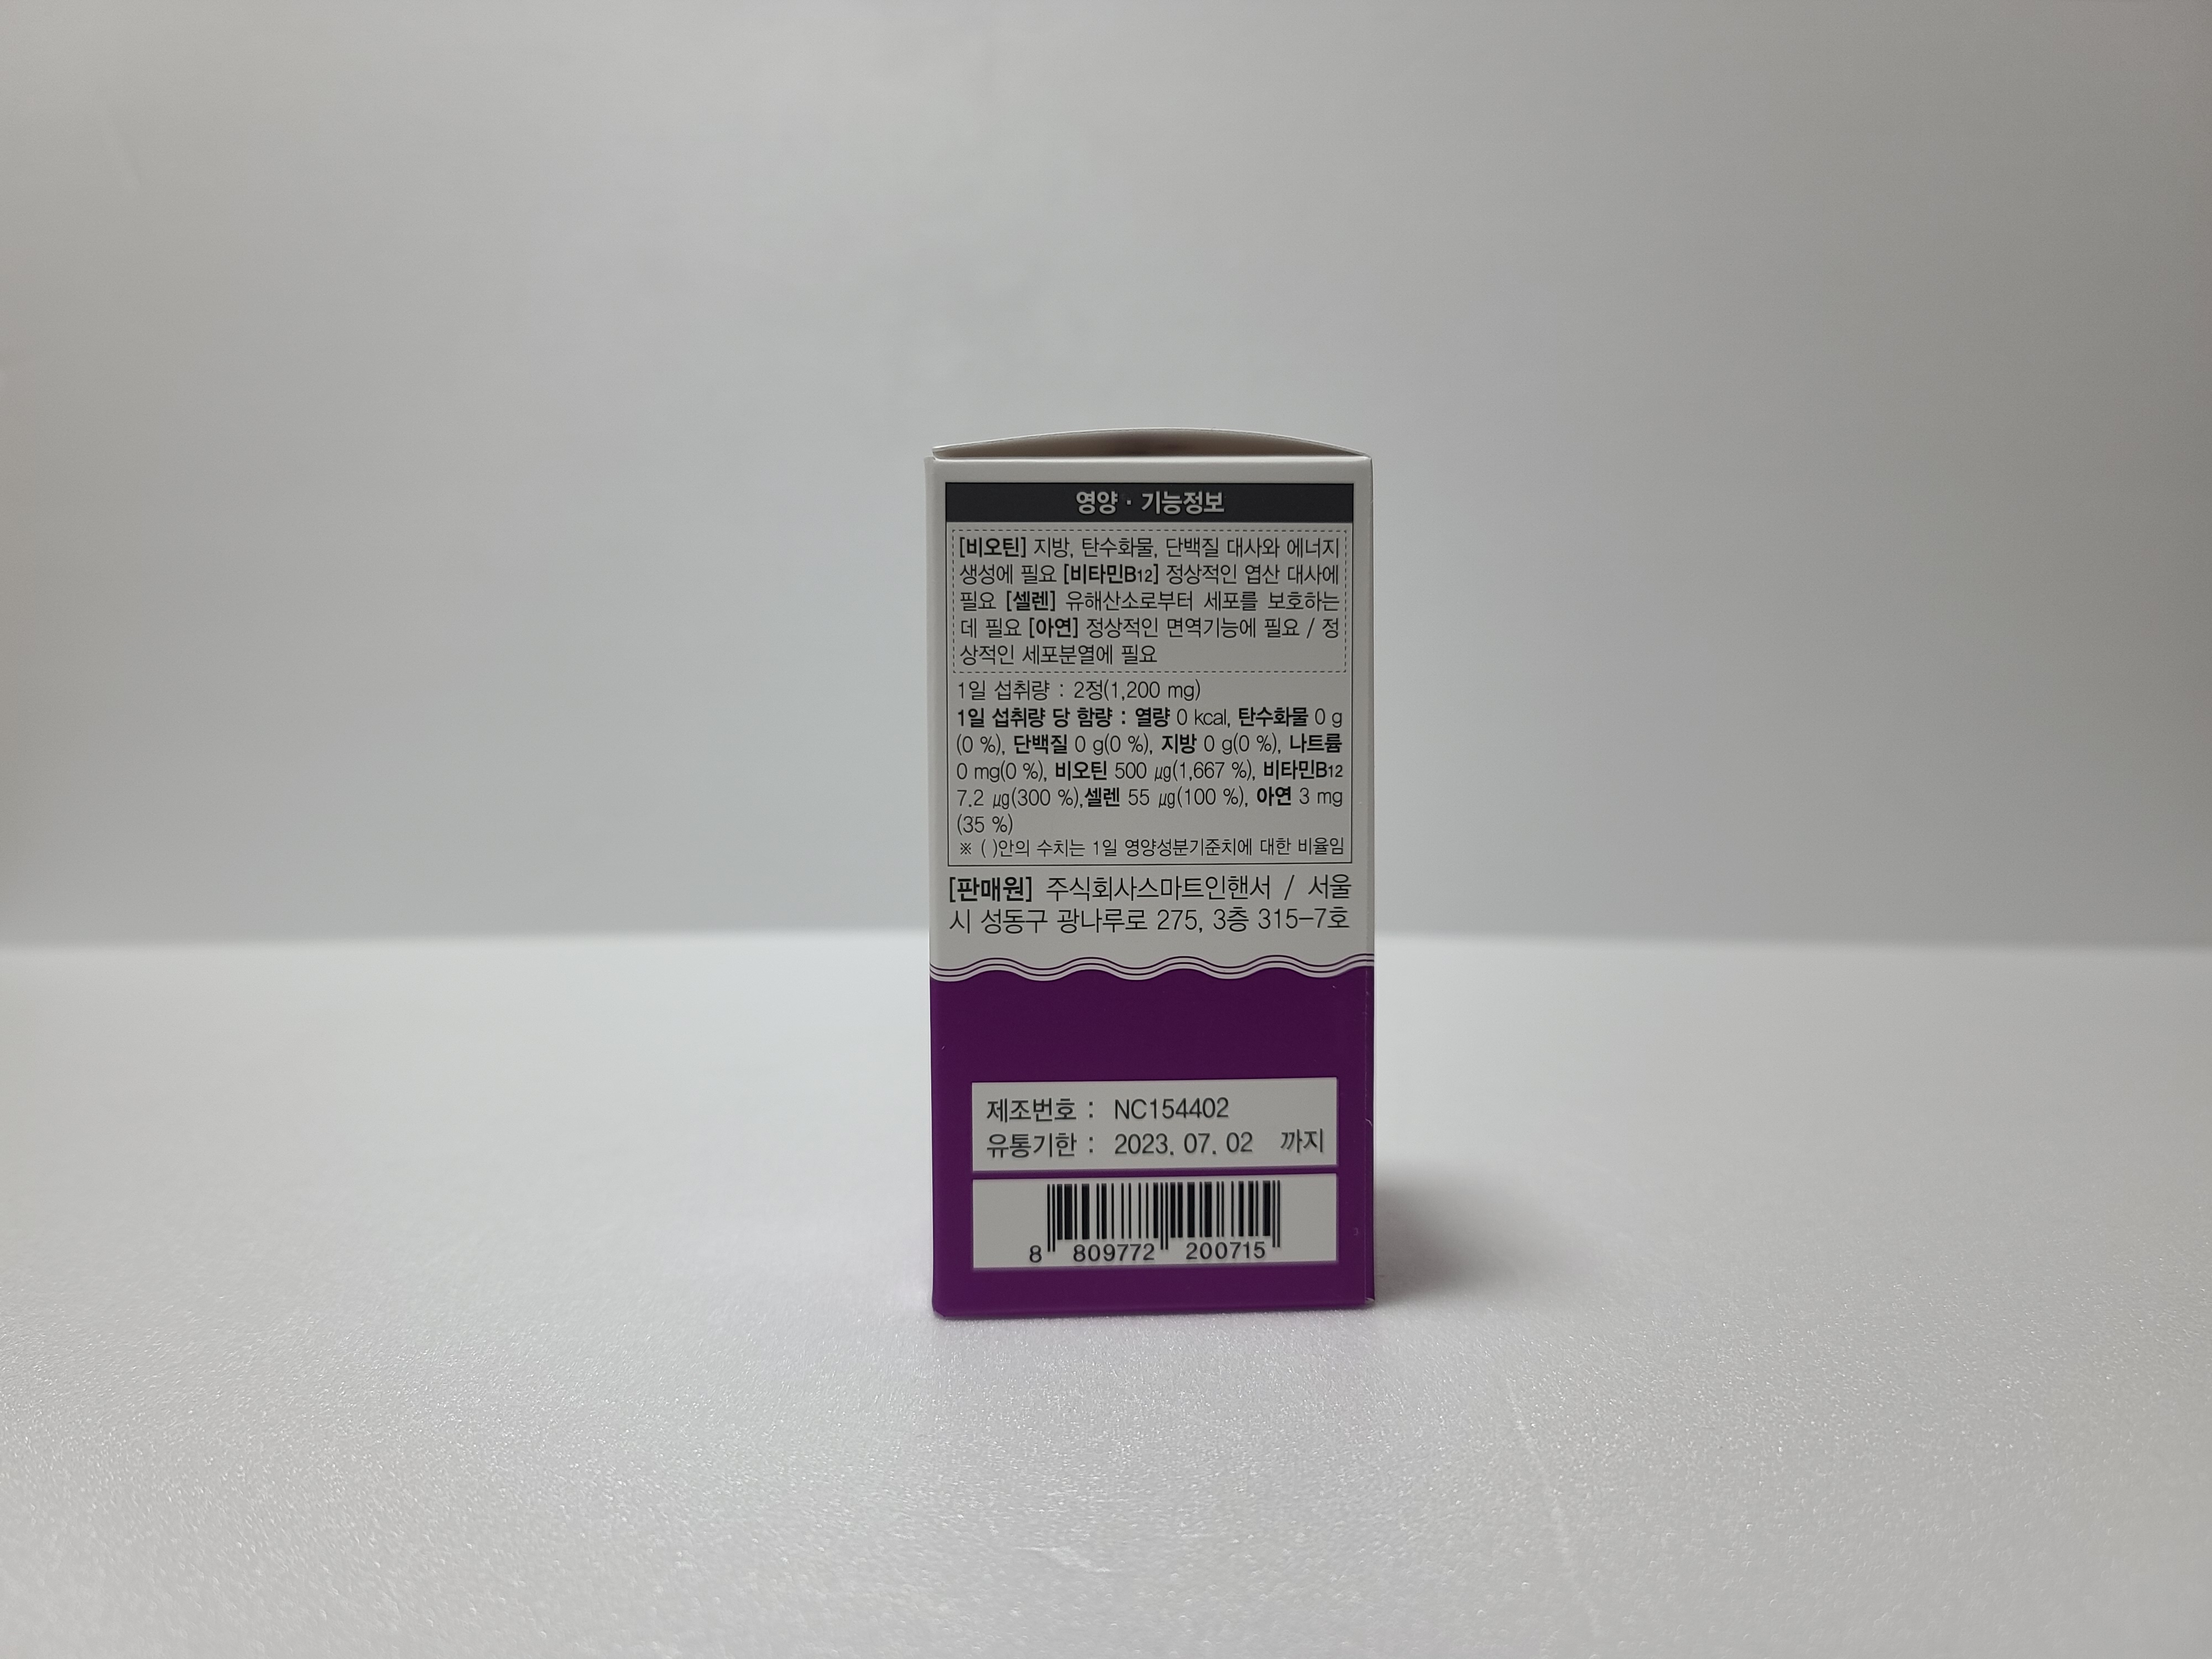 영양 · 기능정보
[비오틴] 지방, 탄수화물, 단백질 대사와 에너지
생성에 필요 [비타민B12] 정상적인 엽산 대사에
필요 [셀렌] 유해산소로부터 세포를 보호하는
데 필요 [아연] 정상적인 면역기능에 필요 / 정
상적인 세포분열에 필요
1일 섭취량 : 2정(1,200 mg)
1일 섭취량 당 함량 : 열량 0 kcal, 탄수화물 0 g
(0 %), 단백질 0 g(0 %), 지방 0 g(0 %), 나트륨
0 mg(0 %), 비오틴 500 ㎍(1,667 %), 비타민B12
7.2 ㎍(300 %),셀렌 55 ㎍(100 %), 아연 3 mg
(35 %)
※ ( )안의 수치는 1일 영양성분기준치에 대한 비율임
[판매원] 주식회사스마트인핸서 / 서울
시 성동구 광나루로 275, 3층 315-7호
제조번호 : NC154402
유통기한 : 2023. 07. 02 까지
8 809772 200715